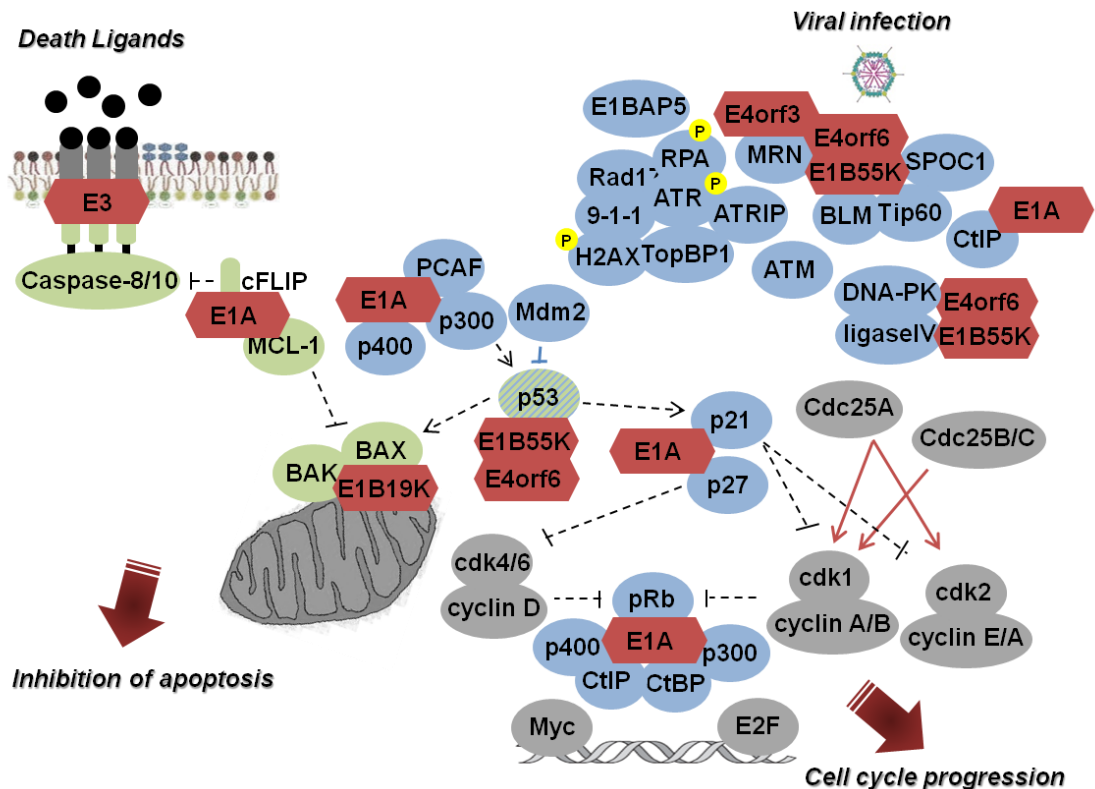 Death Ligands
Viral infection
E1BAP5
E4orf3
P
E4orf6
RPA
MRN
E1B55K
SPOC1
Rad17
P
E3
ATR
9-1-1
ATRIP
BLM
Tip60
E1A
P
CtIP
H2AX
TopBP1
ATM
Caspase-8/10
cFLIP
PCAF
E1A
DNA-PK
E4orf6
E1A
p300
Mdm2
MCL-1
p400
ligaseIV
E1B55K
p53
Cdc25A
p21
E1B55K
Cdc25B/C
BAX
E1A
BAK
E4orf6
E1B19K
p27
cdk4/6
cdk1
cdk2
cyclin D
pRb
cyclin A/B
cyclin E/A
E1A
p400
p300
CtIP
CtBP
Inhibition of apoptosis
Myc
E2F
Cell cycle progression